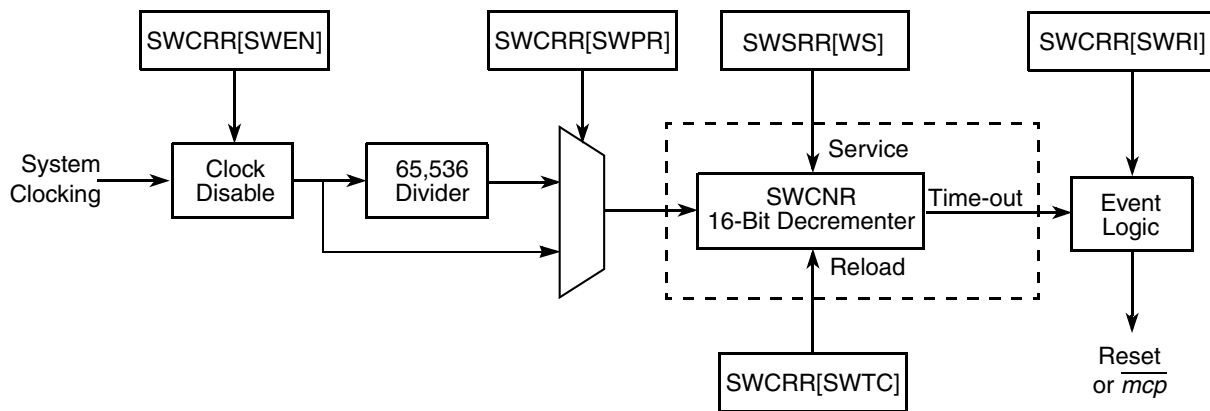 SWCRR[SWEN]
SWCRR[SWPR]
SWSRR[WS]
SWCRR[SWRI]
System
Clocking
Clock
Disable
65,536
Divider
Service
SWCNR
16-Bit Decrementer
Time-out
Event
Logic
Reload
SWCRR[SWTC]
Reset
or m̅c̅p̅